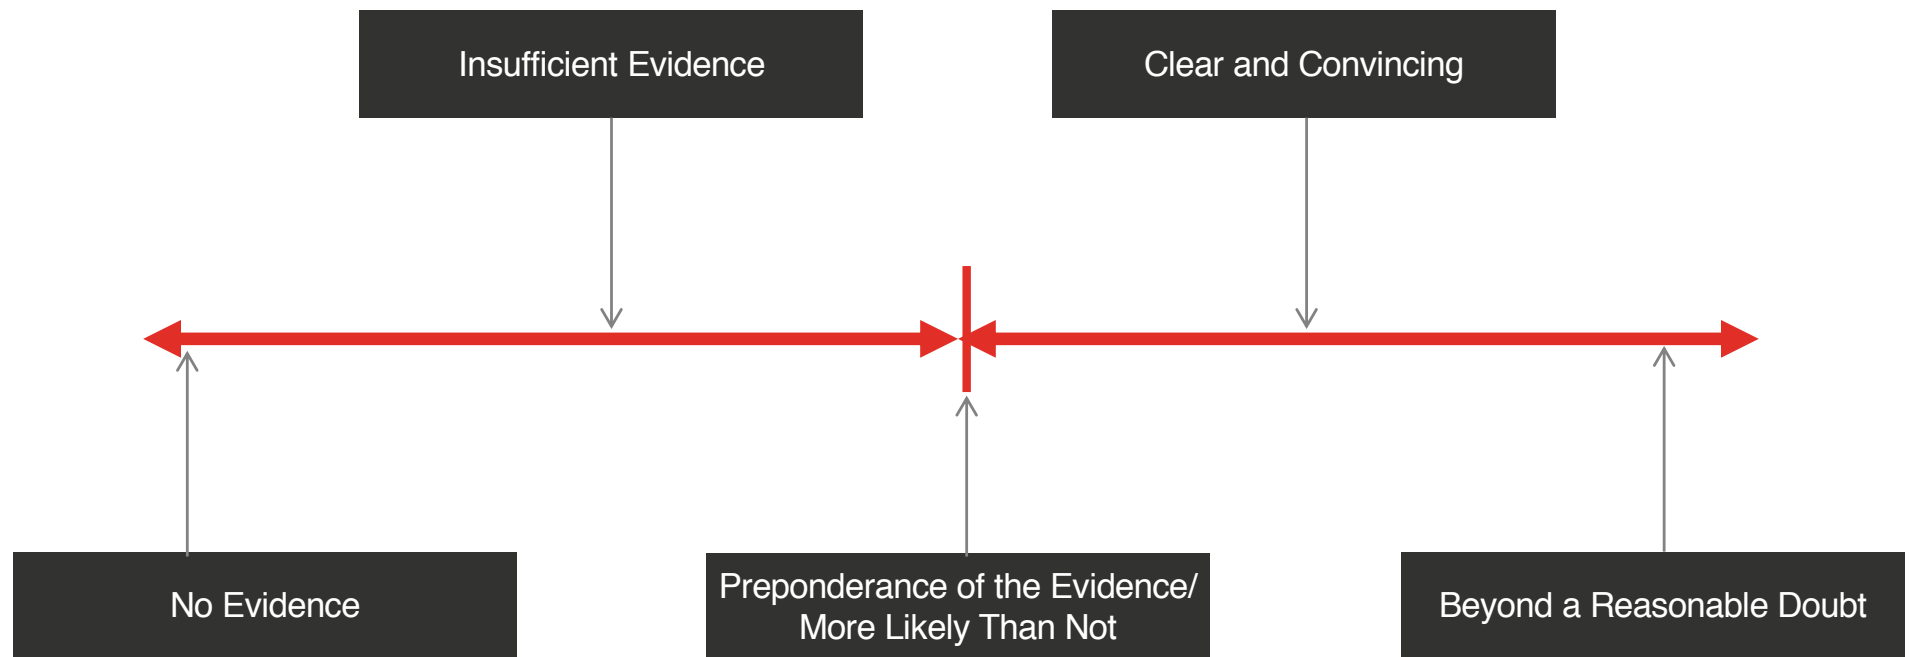 Insufficient Evidence
Clear and Convincing
No Evidence
Preponderance of the Evidence/
More Likely Than Not
Beyond a Reasonable Doubt